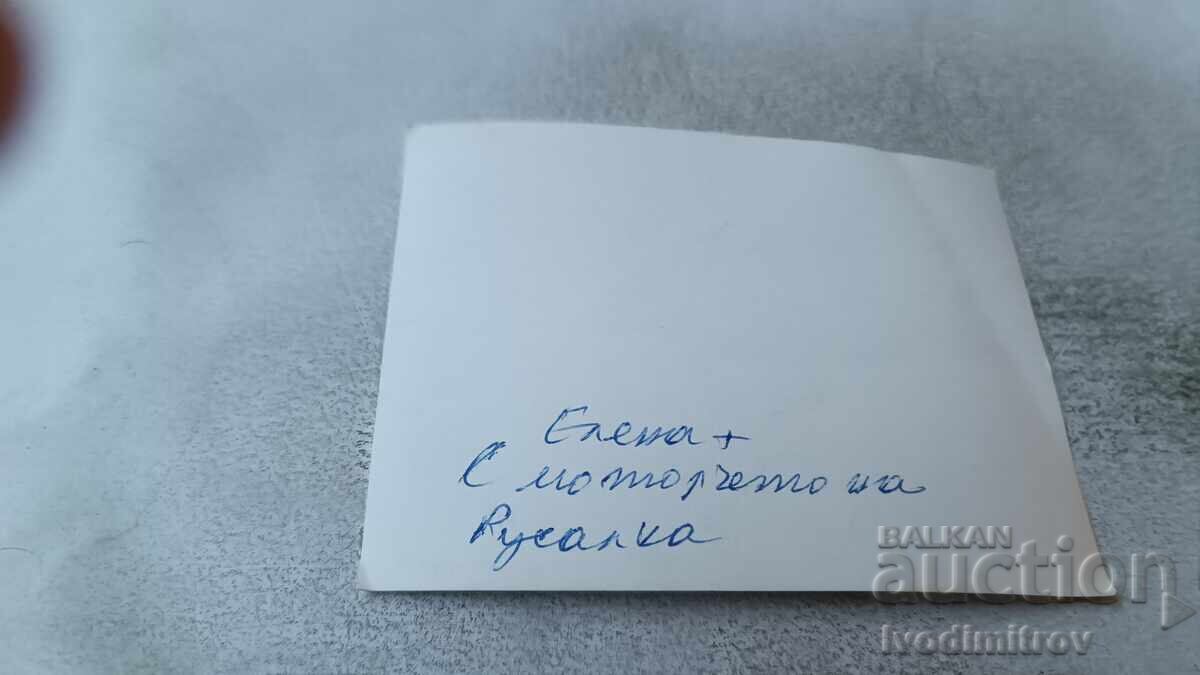 Елена +
С моторчето на
Русалка
BALKAN
auction
Ivodimitrov